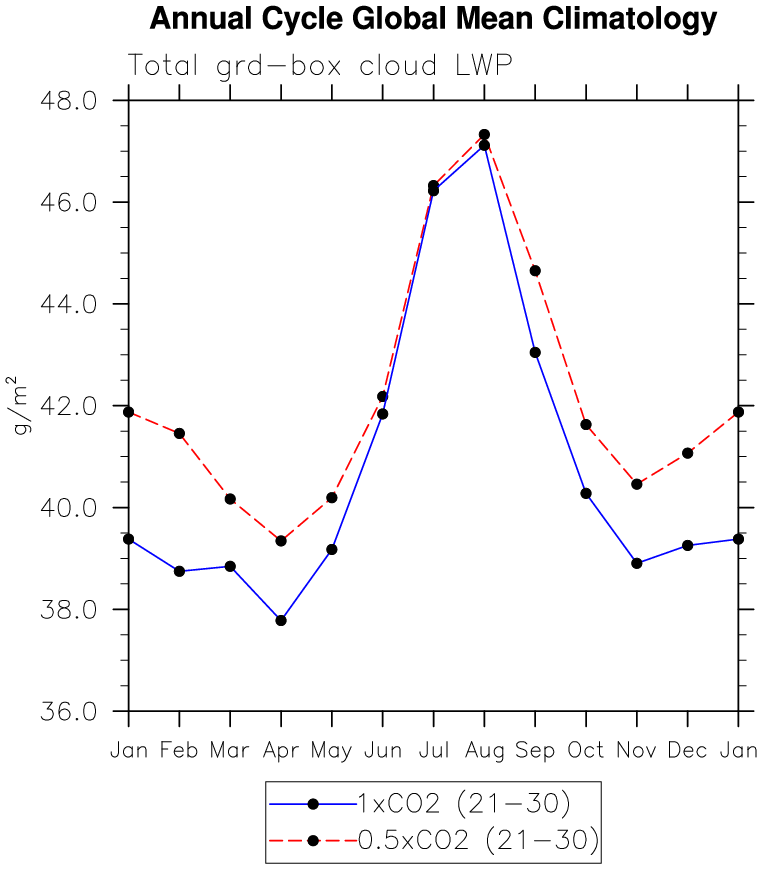 Annual Cycle Global Mean Climatology
Total grd-box cloud LWP
48.0
46.0
44.0
42.0
40.0
38.0
36.0
g/m²
Jan Feb Mar Apr May Jun Jul Aug Sep Oct Nov Dec Jan
1xCO2 (21-30)
0.5xCO2 (21-30)